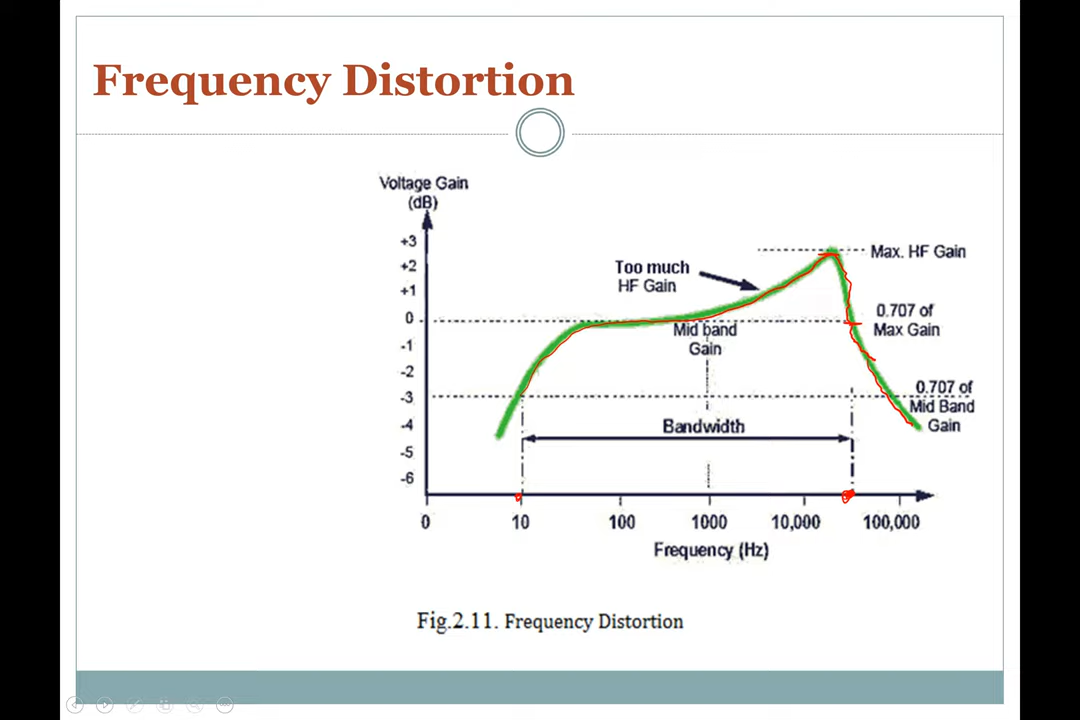 Frequency Distortion
Voltage Gain
(dB)
+3
+2
+1
0
-1
-2
-3
-4
-5
-6
Too much
HF Gain
Max. HF Gain
0.707 of
Max Gain
Mid band
Gain
0.707 of
Mid Band
Gain
Bandwidth
0 10 100 1000 10,000 100,000
Frequency (Hz)
Fig.2.11. Frequency Distortion